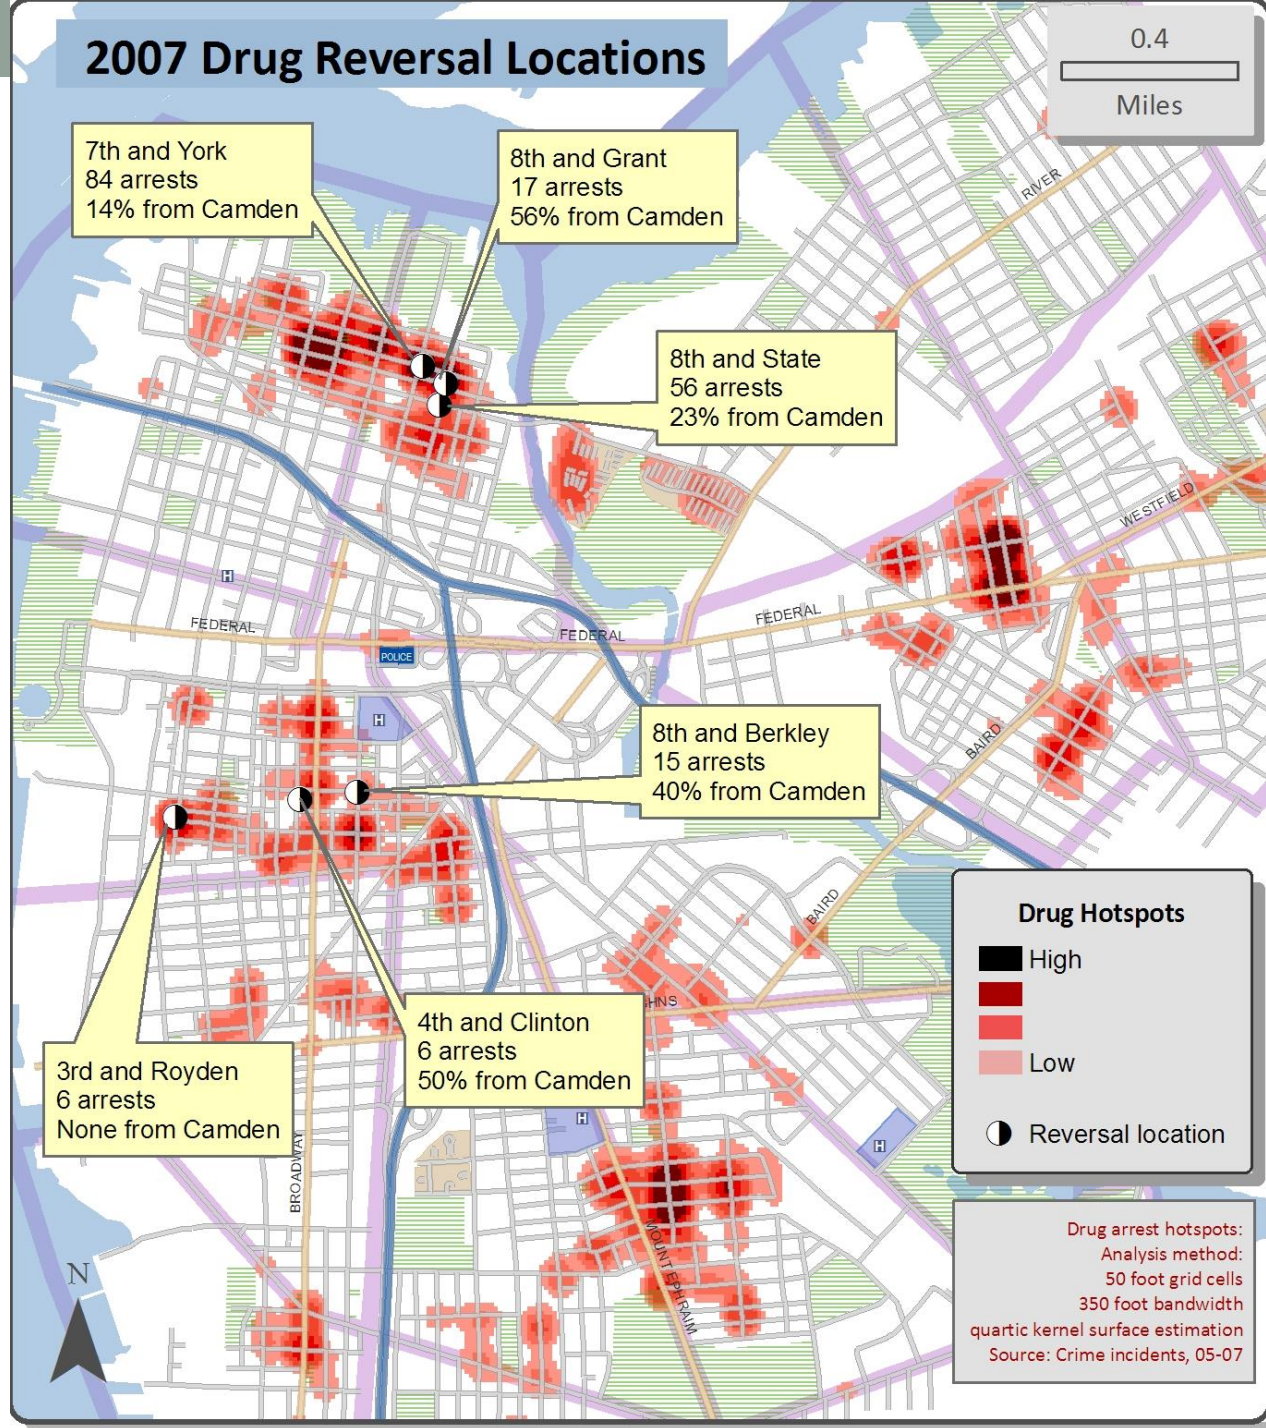 2007 Drug Reversal Locations
0.4
Miles
7th and York
84 arrests
14% from Camden
8th and Grant
17 arrests
56% from Camden
RIVER
8th and State
56 arrests
23% from Camden
WESTFIELD
H
FEDERAL
FEDERAL
FEDERAL
POLICE
H
8th and Berkley
15 arrests
40% from Camden
BAIRD
BAIRD
Drug Hotspots
High
Low
Reversal location
HNS
4th and Clinton
6 arrests
50% from Camden
3rd and Royden
6 arrests
None from Camden
H
H
BROADWAY
MOUNT EPHRAIM
N
Drug arrest hotspots:
Analysis method:
50 foot grid cells
350 foot bandwidth
quartic kernel surface estimation
Source: Crime incidents, 05-07